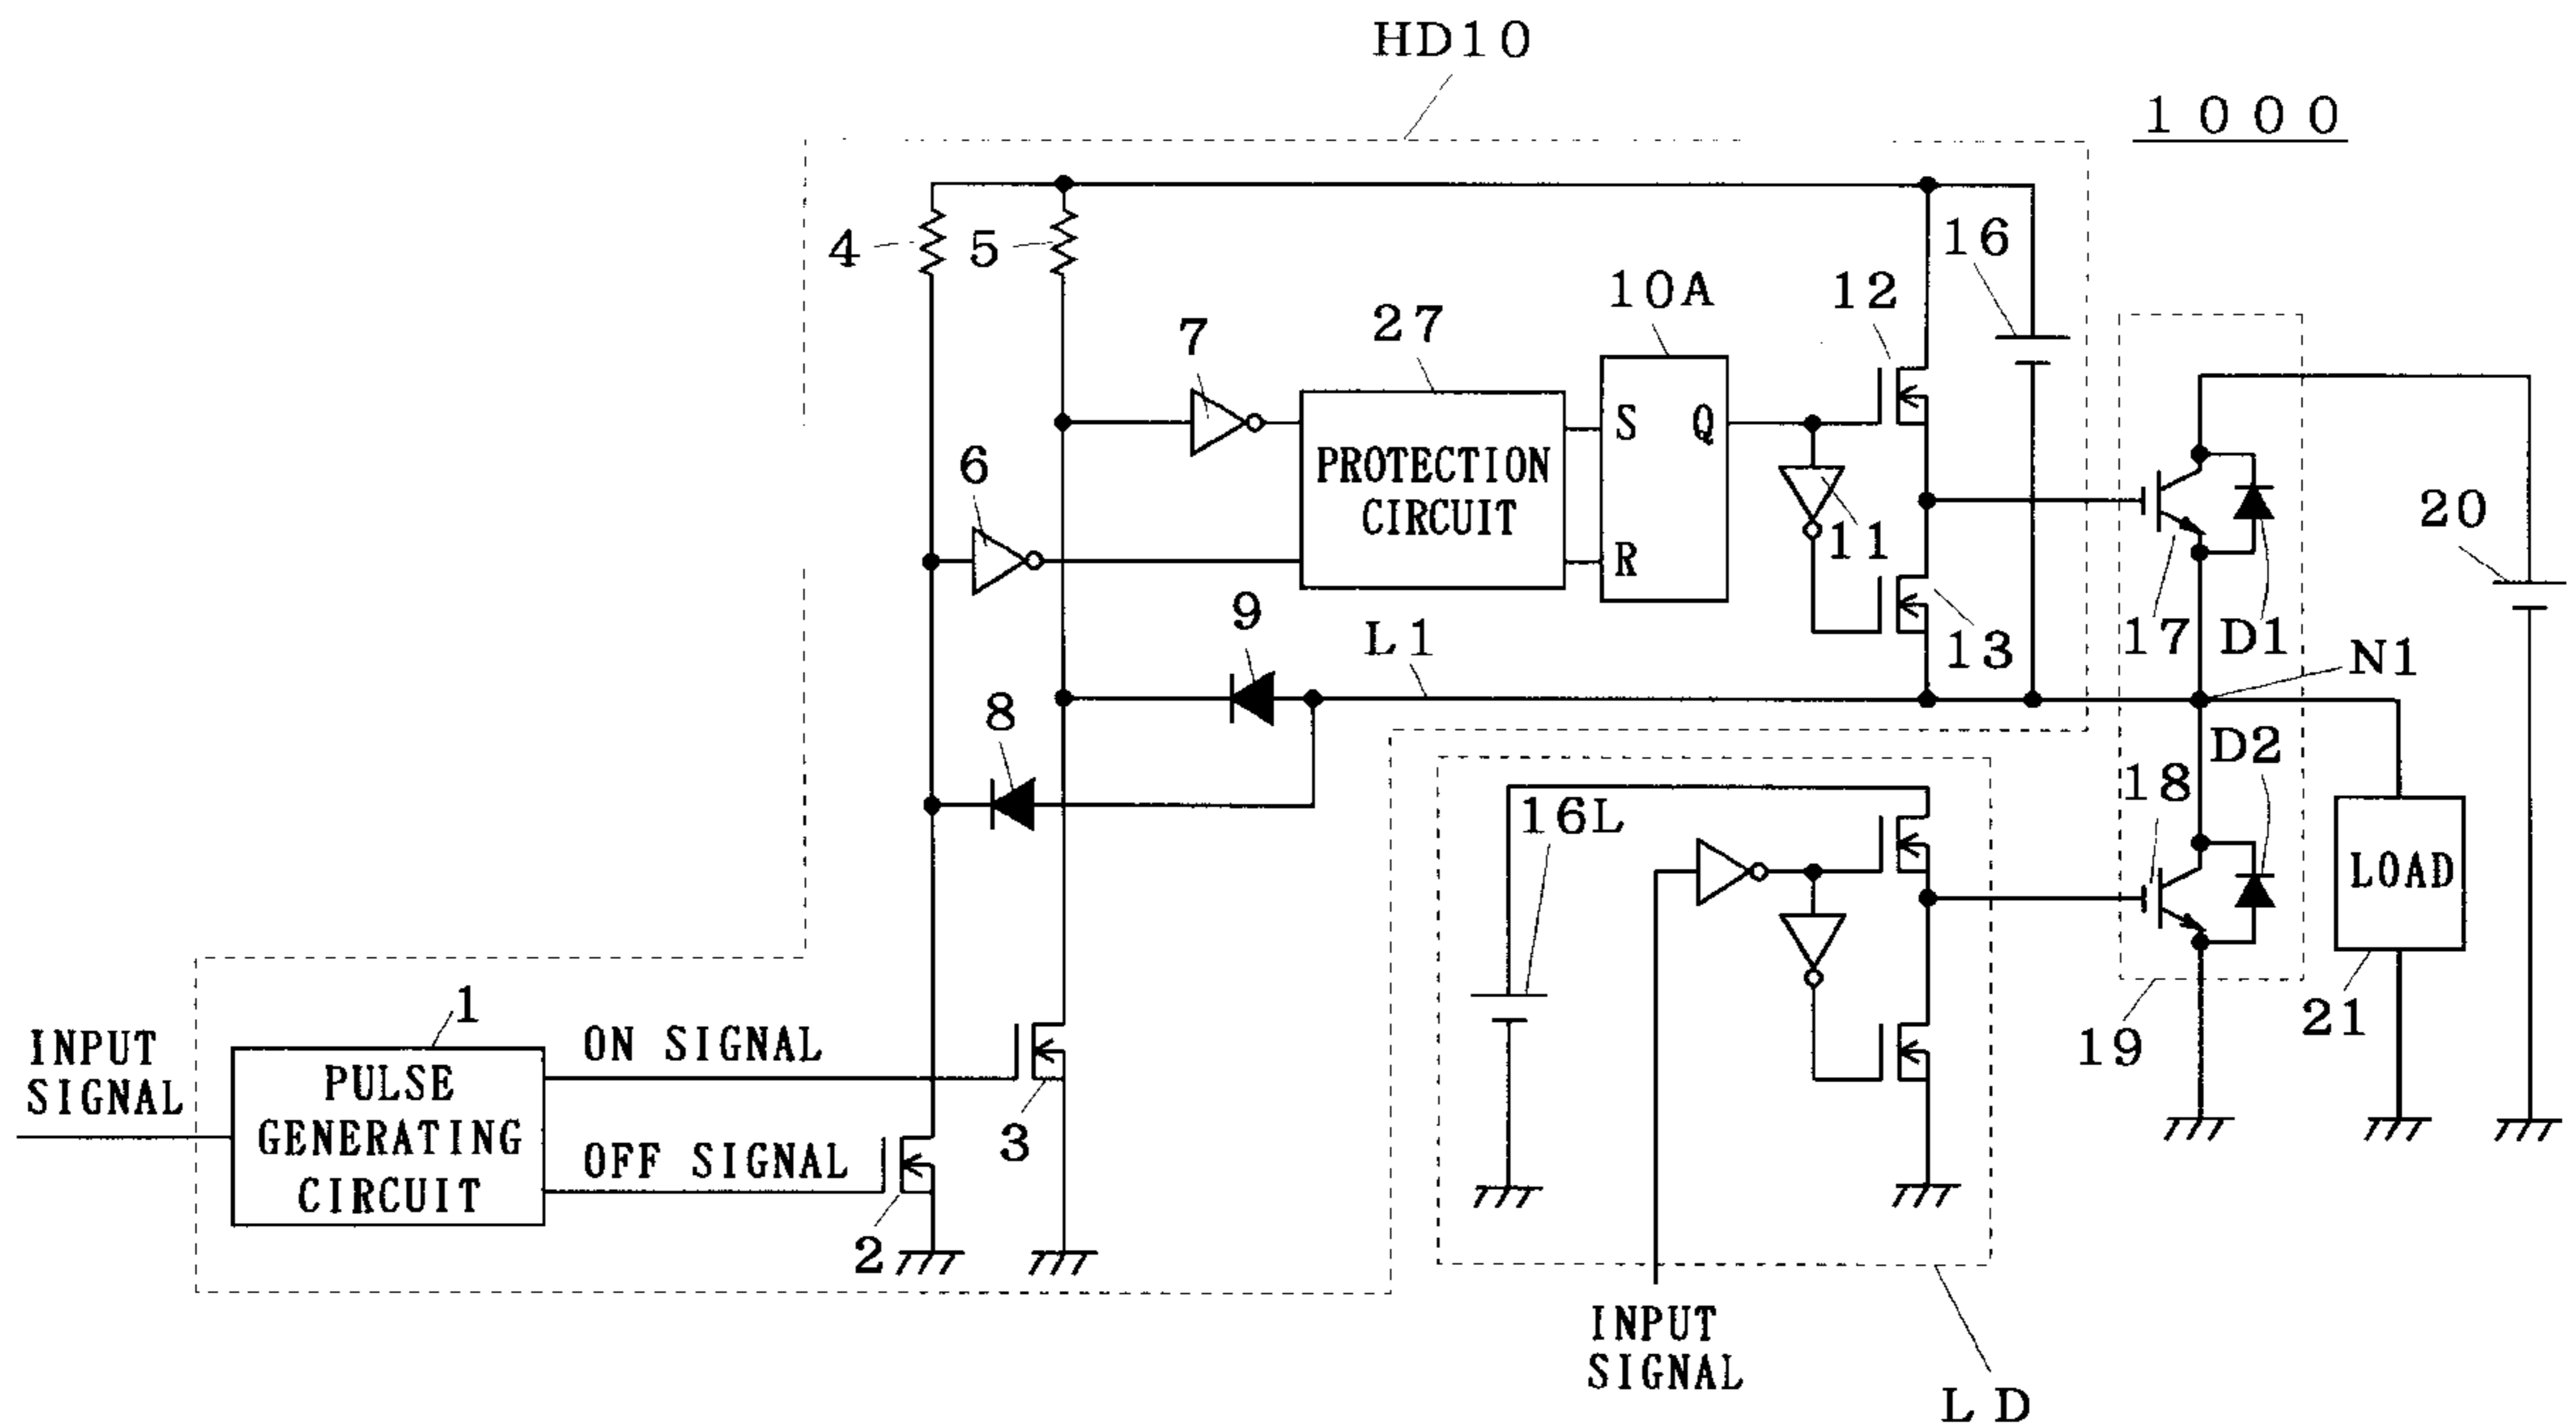 HD10
1000
4
5
16
10A
12
7
27
S
Q
PROTECTION
CIRCUIT
6
11
R
20
9
L1
13
17
D1
N1
8
D2
18
16L
LOAD
1
INPUT
SIGNAL
ON SIGNAL
PULSE
GENERATING
CIRCUIT
OFF SIGNAL
3
2
19
21
INPUT
SIGNAL
LD